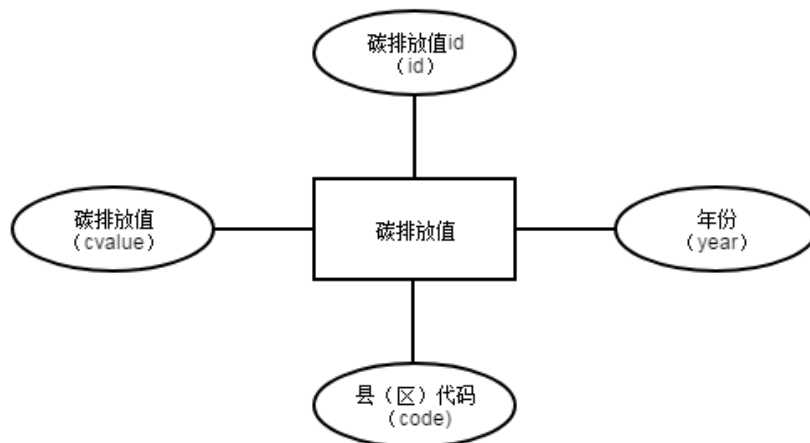 碳排放值id
（id）
碳排放值
（cvalue）
碳排放值
年份
（year）
县（区）代码
（code)